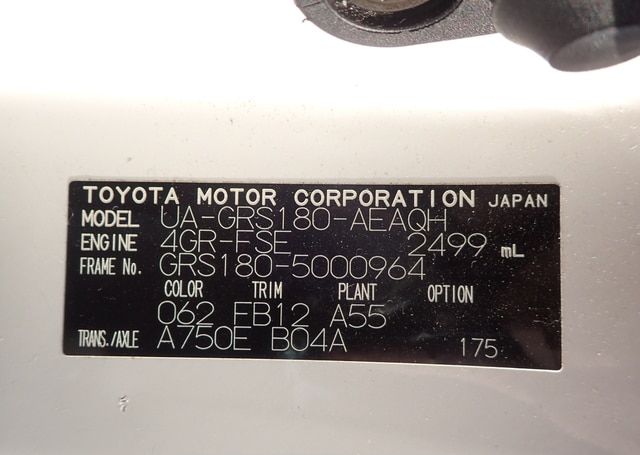 TOYOTA MOTOR CORPORATION JAPAN
MODEL UA-GRS180-AEAQH
ENGINE 4GR-FSE 2499 mL
FRAME No. GRS180-5000964
COLOR TRIM PLANT OPTION
062 FB12 A55
TRANS./AXLE A750E B04A 175